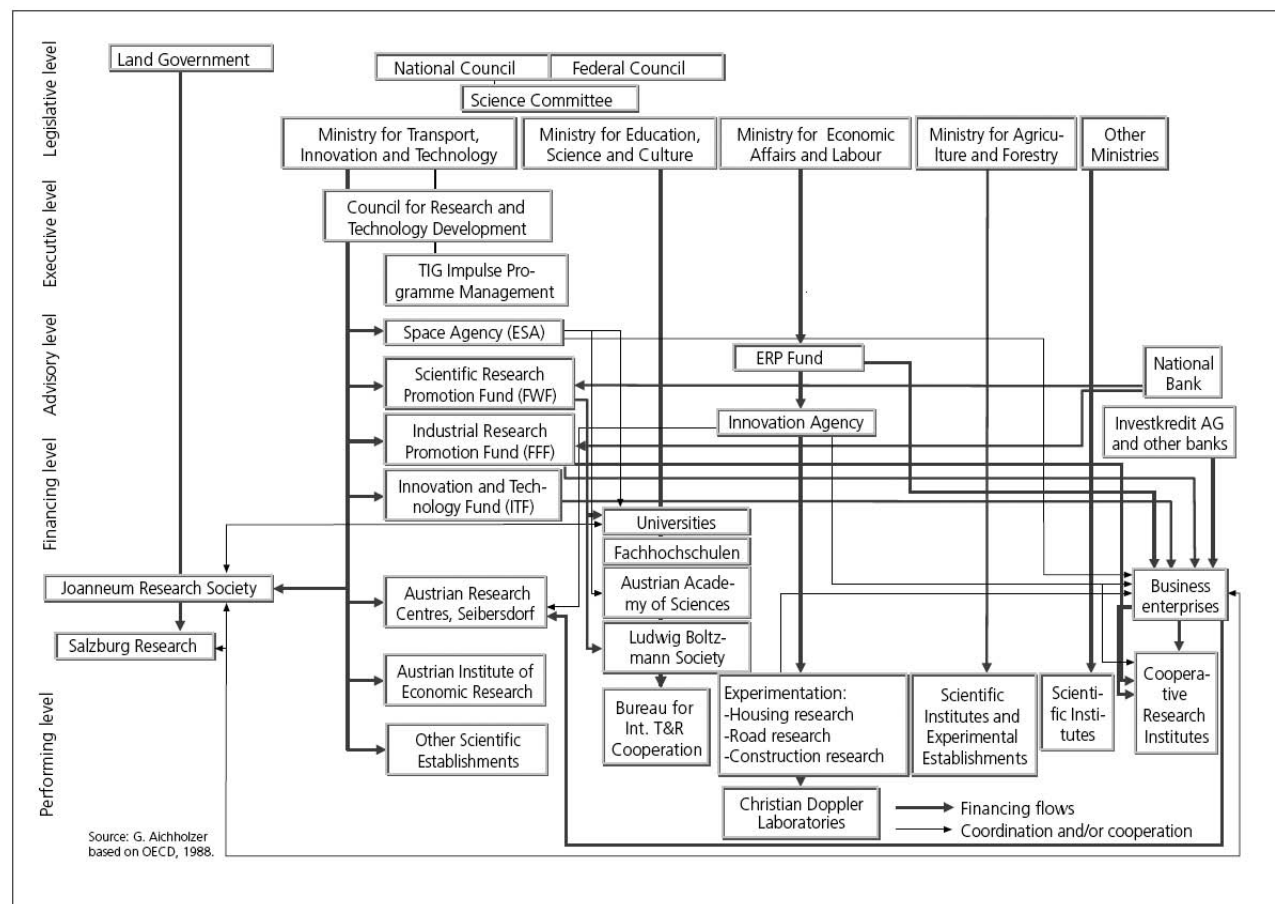 Legislative level
Executive level
Advisory level
Financing level
Performing level
Land Government
National Council
Federal Council
Science Committee
Ministry for Transport,
Innovation and Technology
Ministry for Education,
Science and Culture
Ministry for Economic
Affairs and Labour
Ministry for Agricu-
lture and Forestry
Other
Ministries
Council for Research and
Technology Development
TIG Impulse Pro-
gramme Management
Space Agency (ESA)
ERP Fund
National
Bank
Scientific Research
Promotion Fund (FWF)
Innovation Agency
Investkredit AG
and other banks
Industrial Research
Promotion Fund (FFF)
Innovation and Tech-
nology Fund (ITF)
Universities
Fachhochschulen
Joanneum Research Society
Austrian Research
Centres, Seibersdorf
Austrian Acade-
my of Sciences
Business
enterprises
Salzburg Research
Ludwig Boltz-
mann Society
Austrian Institute of
Economic Research
Bureau for
Int. T&R
Cooperation
Experimentation:
-Housing research
-Road research
-Construction research
Scientific
Institutes and
Experimental
Establishments
Scienti-
fic Insti-
tutes
Coopera-
tive
Research
Institutes
Other Scientific
Establishments
Christian Doppler
Laboratories
Financing flows
Coordination and/or cooperation
Source: G. Aichholzer
based on OECD, 1988.